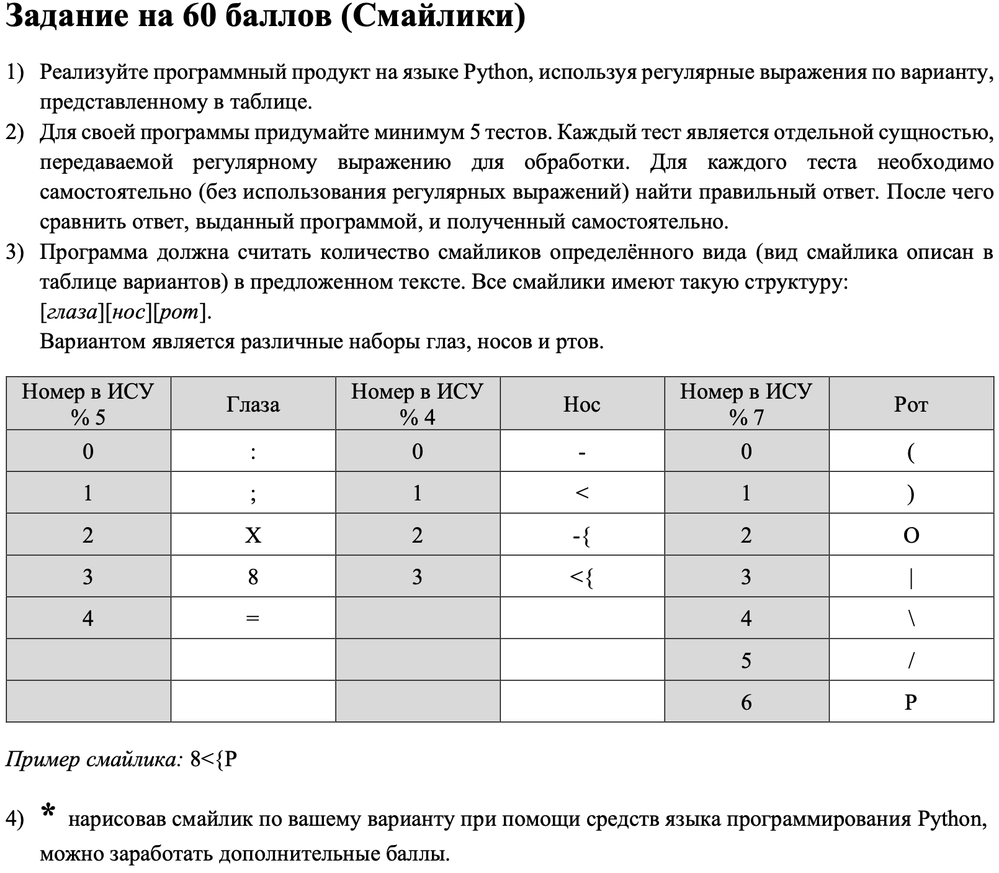 Задание на 60 баллов (Смайлики)
1) Реализуйте программный продукт на языке Python, используя регулярные выражения по варианту,
представленному в таблице.
2) Для своей программы придумайте минимум 5 тестов. Каждый тест является отдельной сущностью,
передаваемой регулярному выражению для обработки. Для каждого теста необходимо
самостоятельно (без использования регулярных выражений) найти правильный ответ. После чего
сравнить ответ, выданный программой, и полученный самостоятельно.
3) Программа должна считать количество смайликов определённого вида (вид смайлика описан в
таблице вариантов) в предложенном тексте. Все смайлики имеют такую структуру:
[глаза][нос][рот].
Вариантом является различные наборы глаз, носов и ртов.
Номер в ИСУ % 5 Глаза Номер в ИСУ % 4 Нос Номер в ИСУ % 7 Рот
0 : 0 - 0 (
1 ; 1 < 1 )
2 X 2 -{ 2 O
3 8 3 <{ 3 |
4 = 4 \
5 /
6 P
Пример смайлика: 8<{P
4) * нарисовав смайлик по вашему варианту при помощи средств языка программирования Python,
можно заработать дополнительные баллы.